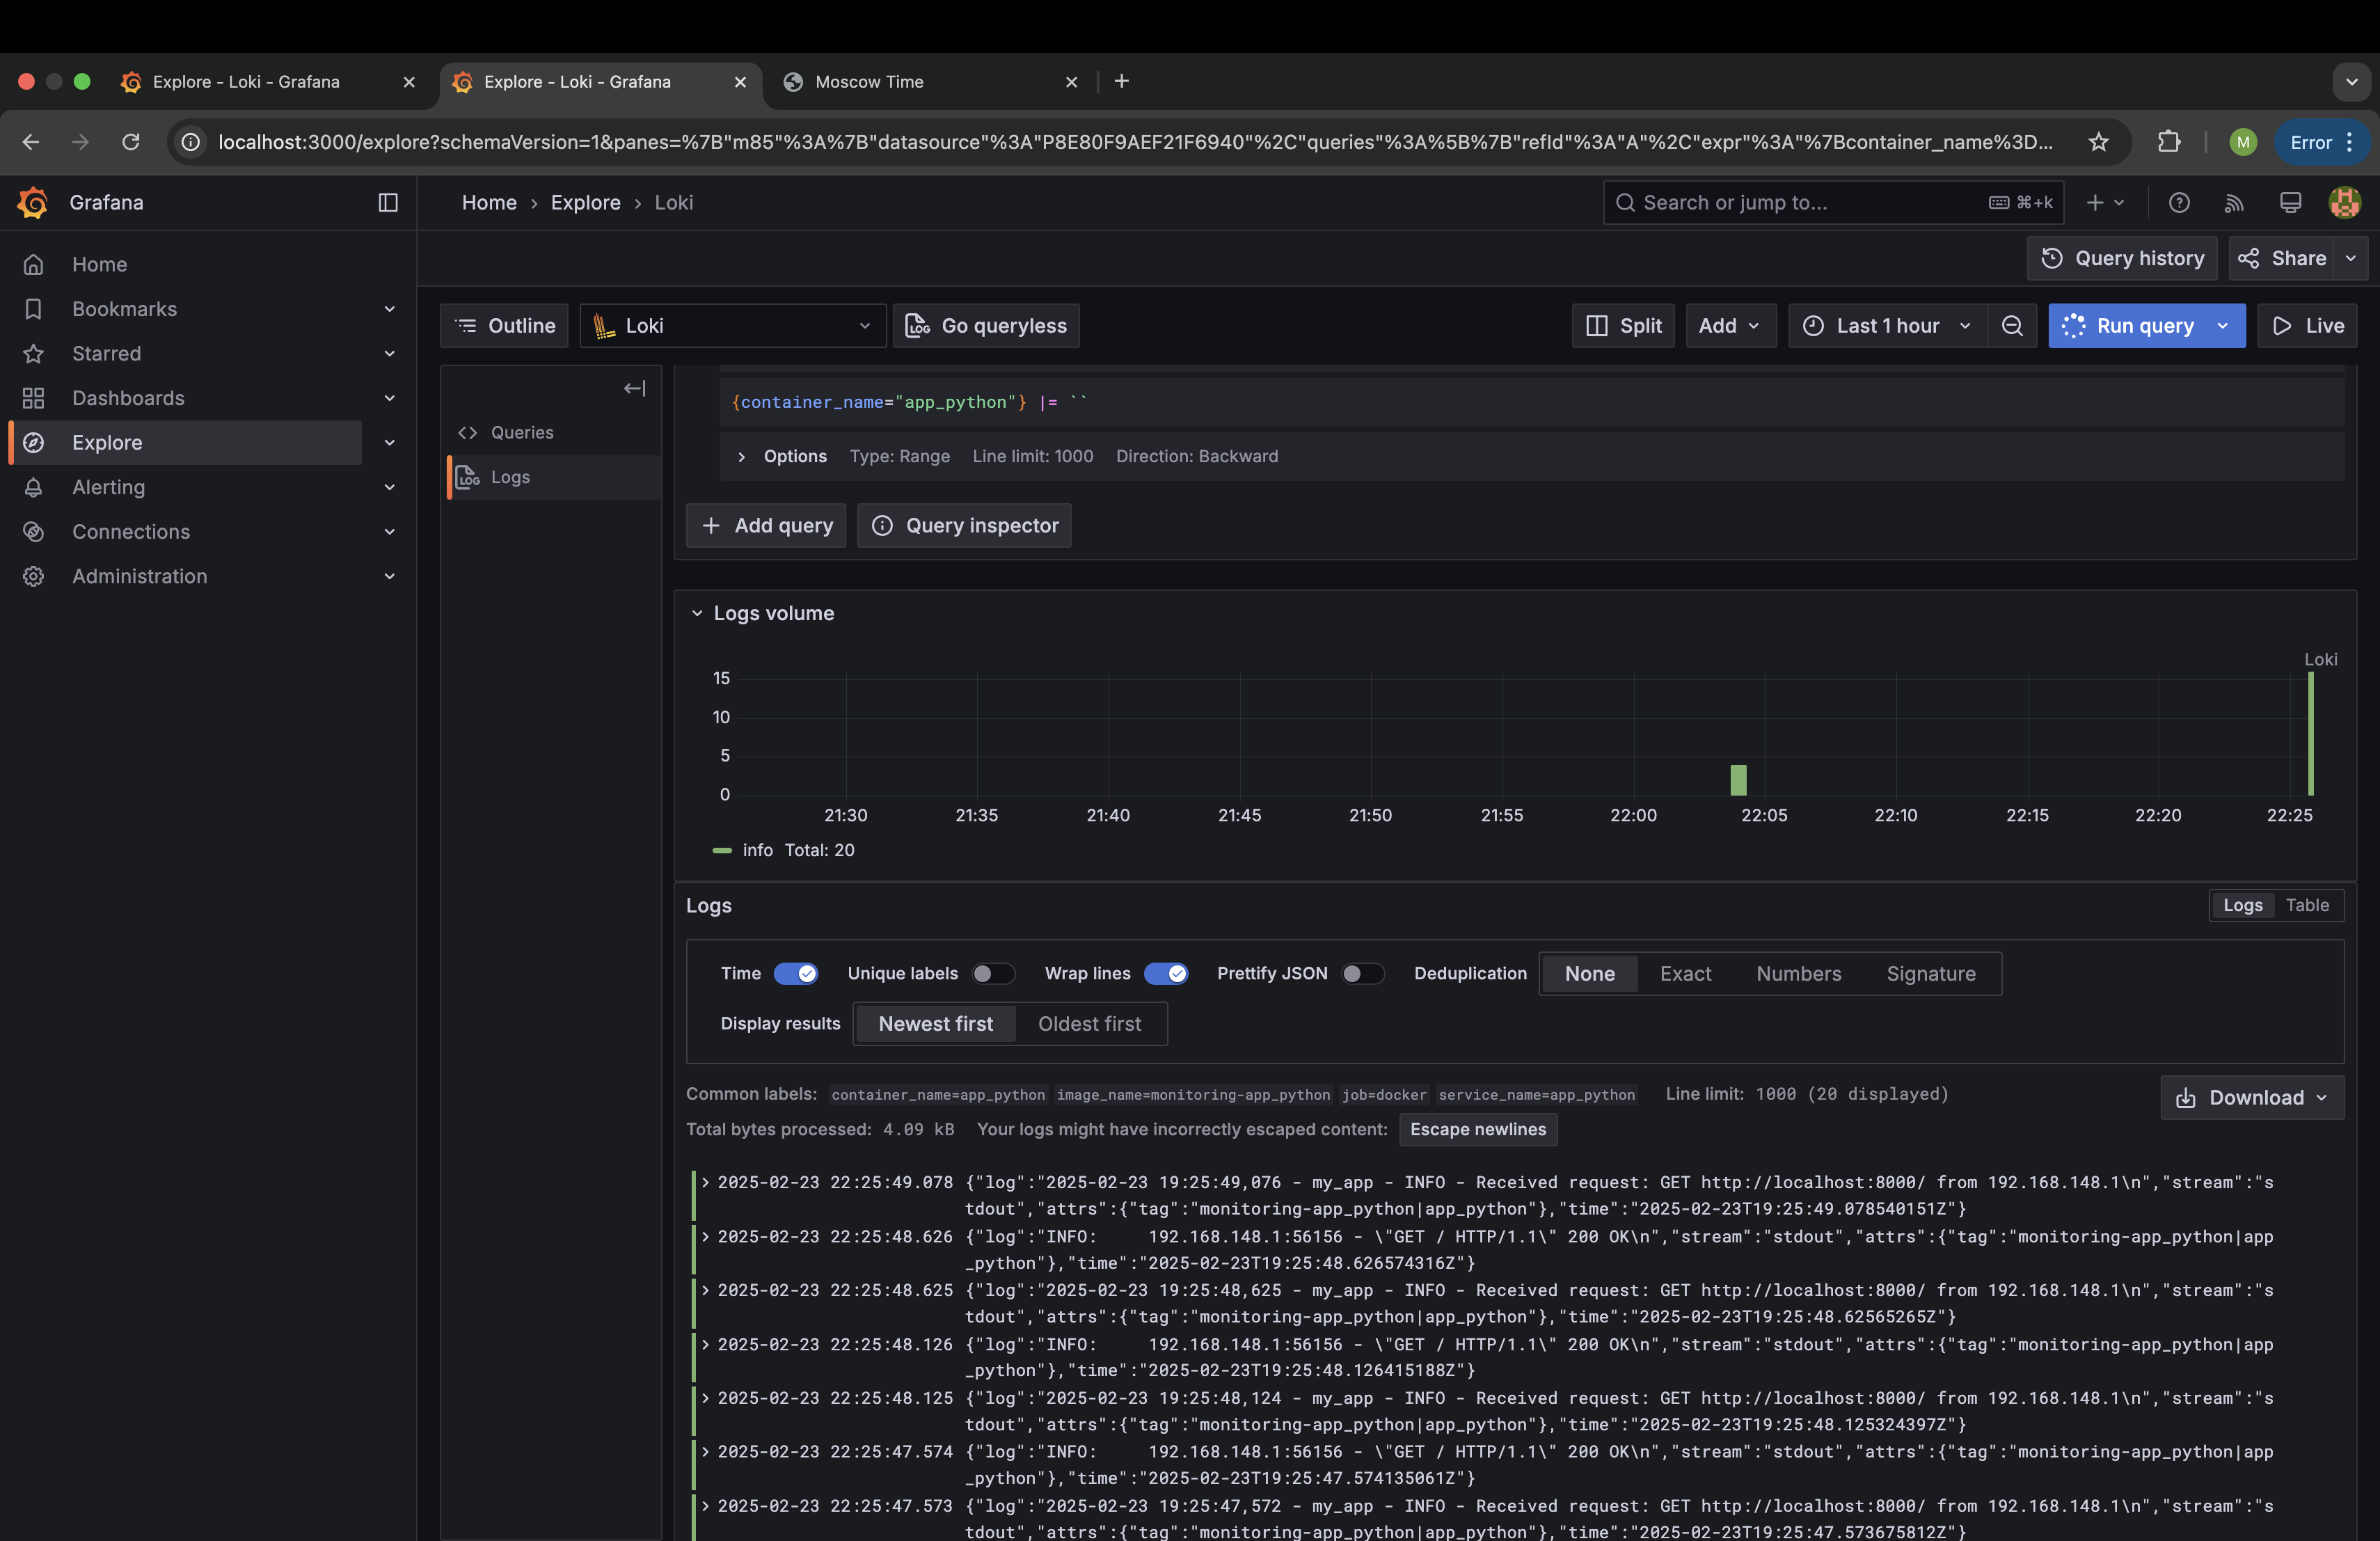 Explore - Loki - Grafana
Explore - Loki - Grafana
Moscow Time
localhost:3000/explore?schemaVersion=1&panes=%7B"m85"%3A%7B"datasource"%3A"P8E80F9AEF21F6940"%2C"queries"%3A%5B%7B"refId"%3A"A"%2C"expr"%3A"%7Bcontainer_name%3D...
M
Error
Grafana
Home › Explore › Loki
Search or jump to...
⌘+k
Query history
Share
Home
Bookmarks
Starred
Dashboards
Explore
Alerting
Connections
Administration
Outline
Loki
Go queryless
Split
Add
Last 1 hour
Run query
Live
Queries
Logs
{container_name="app_python"} |= ``
Options Type: Range Line limit: 1000 Direction: Backward
Add query
Query inspector
Logs volume
Loki
15
10
5
0
21:30 21:35 21:40 21:45 21:50 21:55 22:00 22:05 22:10 22:15 22:20 22:25
info Total: 20
Logs
Logs Table
Time Unique labels Wrap lines Prettify JSON Deduplication None Exact Numbers Signature
Display results Newest first Oldest first
Common labels: container_name=app_python image_name=monitoring-app_python job=docker service_name=app_python Line limit: 1000 (20 displayed)
Download
Total bytes processed: 4.09 kB Your logs might have incorrectly escaped content: Escape newlines
2025-02-23 22:25:49.078 {"log":"2025-02-23 19:25:49,076 - my_app - INFO - Received request: GET http://localhost:8000/ from 192.168.148.1\n","stream":"s
tdout","attrs":{"tag":"monitoring-app_python|app_python"},"time":"2025-02-23T19:25:49.078540151Z"}
2025-02-23 22:25:48.626 {"log":"INFO:     192.168.148.1:56156 - \"GET / HTTP/1.1\" 200 OK\n","stream":"stdout","attrs":{"tag":"monitoring-app_python|app
_python"},"time":"2025-02-23T19:25:48.626574316Z"}
2025-02-23 22:25:48.625 {"log":"2025-02-23 19:25:48,625 - my_app - INFO - Received request: GET http://localhost:8000/ from 192.168.148.1\n","stream":"s
tdout","attrs":{"tag":"monitoring-app_python|app_python"},"time":"2025-02-23T19:25:48.62565265Z"}
2025-02-23 22:25:48.126 {"log":"INFO:     192.168.148.1:56156 - \"GET / HTTP/1.1\" 200 OK\n","stream":"stdout","attrs":{"tag":"monitoring-app_python|app
_python"},"time":"2025-02-23T19:25:48.126415188Z"}
2025-02-23 22:25:48.125 {"log":"2025-02-23 19:25:48,124 - my_app - INFO - Received request: GET http://localhost:8000/ from 192.168.148.1\n","stream":"s
tdout","attrs":{"tag":"monitoring-app_python|app_python"},"time":"2025-02-23T19:25:48.125324397Z"}
2025-02-23 22:25:47.574 {"log":"INFO:     192.168.148.1:56156 - \"GET / HTTP/1.1\" 200 OK\n","stream":"stdout","attrs":{"tag":"monitoring-app_python|app
_python"},"time":"2025-02-23T19:25:47.574135061Z"}
2025-02-23 22:25:47.573 {"log":"2025-02-23 19:25:47,572 - my_app - INFO - Received request: GET http://localhost:8000/ from 192.168.148.1\n","stream":"s
tdout","attrs":{"tag":"monitoring-app_python|app_python"},"time":"2025-02-23T19:25:47.573675812Z"}